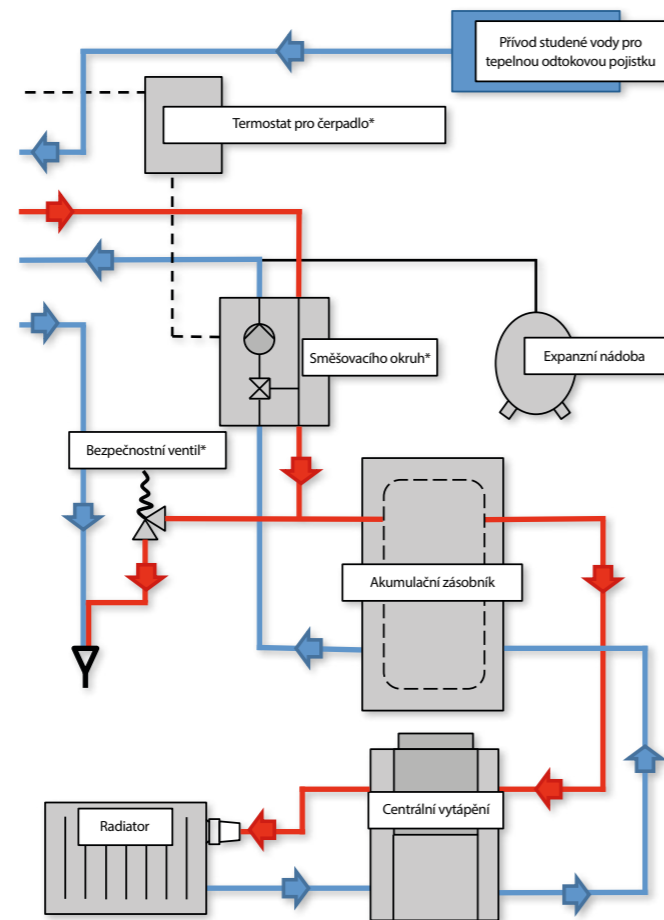 Přívod studené vody pro
tepelnou odtokovou pojistku
Termostat pro čerpadlo*
Směšovacího okruh*
Expanzní nádoba
Bezpečnostní ventil*
Akumulační zásobník
Centrální vytápění
Radiator